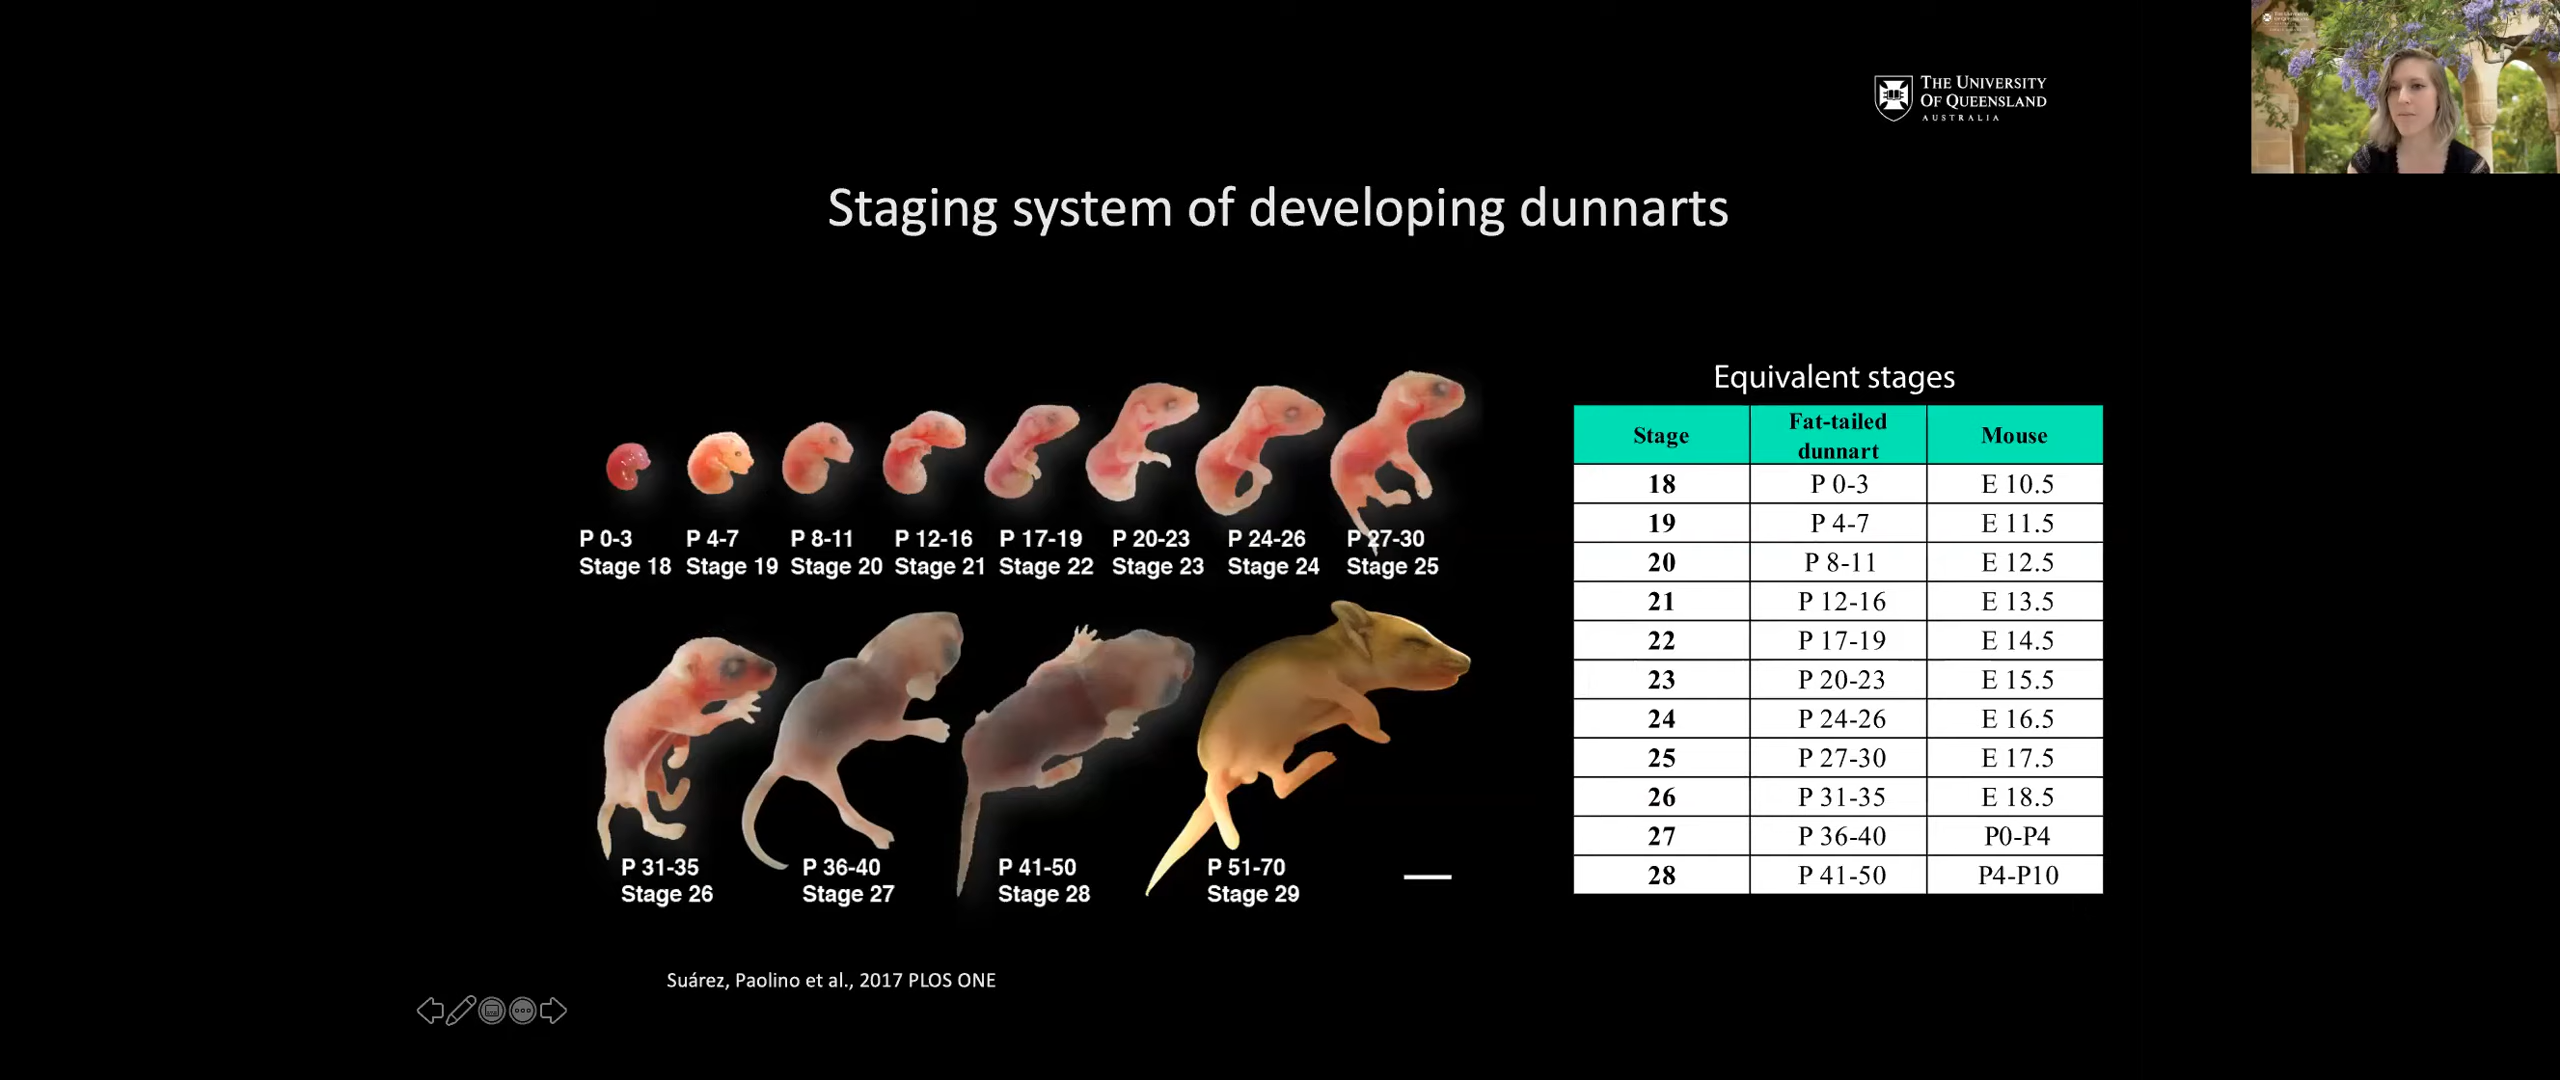 THE UNIVERSITY
OF QUEENSLAND
AUSTRALIA
Staging system of developing dunnarts
P 0-3 P 4-7 P 8-11 P 12-16 P 17-19 P 20-23 P 24-26 P 27-30
Stage 18 Stage 19 Stage 20 Stage 21 Stage 22 Stage 23 Stage 24 Stage 25
P 31-35 P 36-40 P 41-50 P 51-70
Stage 26 Stage 27 Stage 28 Stage 29
Equivalent stages
Stage Fat-tailed dunnart Mouse
18 P 0-3 E 10.5
19 P 4-7 E 11.5
20 P 8-11 E 12.5
21 P 12-16 E 13.5
22 P 17-19 E 14.5
23 P 20-23 E 15.5
24 P 24-26 E 16.5
25 P 27-30 E 17.5
26 P 31-35 E 18.5
27 P 36-40 P0-P4
28 P 41-50 P4-P10
Suárez, Paolino et al., 2017 PLOS ONE